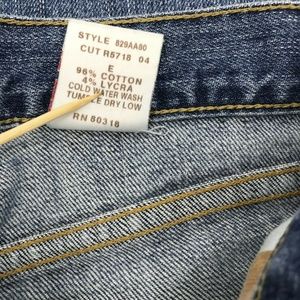 STYLE 829AA80
CUT R5718 04
E
96% COTTON
4% LYCRA
COLD WATER WASH
TUMBLE DRY LOW
RN 80318